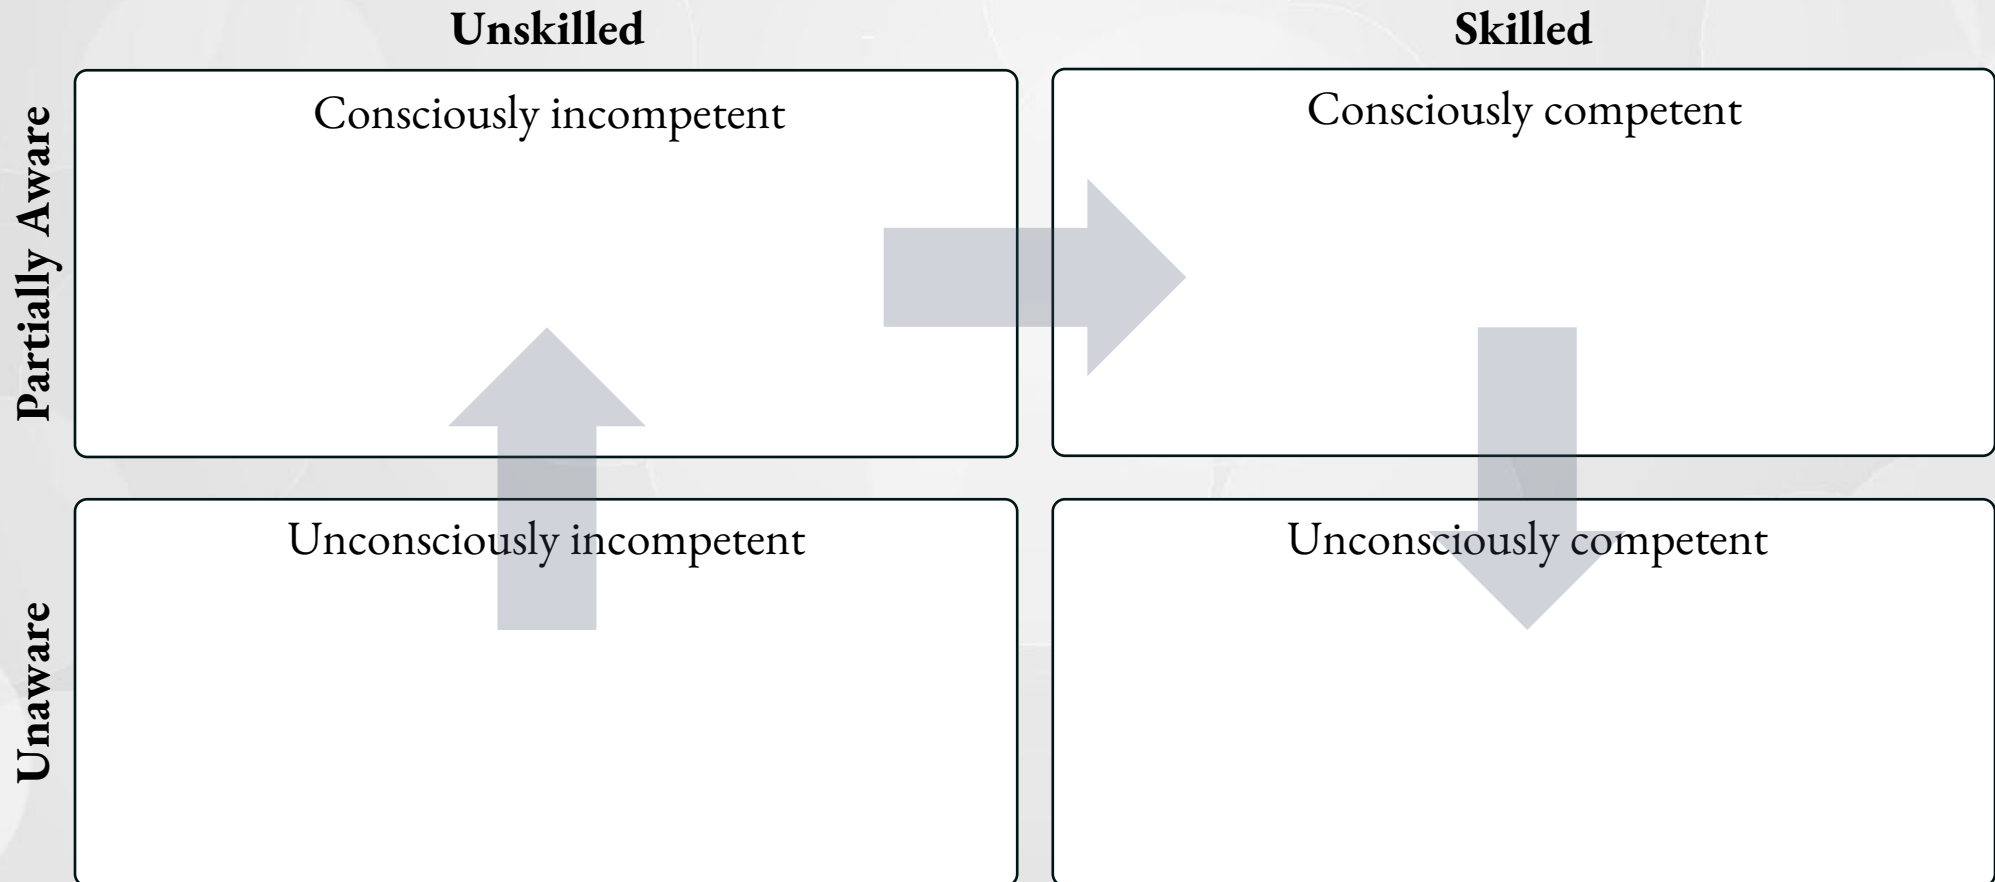 Unskilled
Skilled
Partially Aware
Consciously incompetent
Consciously competent
Unaware
Unconsciously incompetent
Unconsciously competent